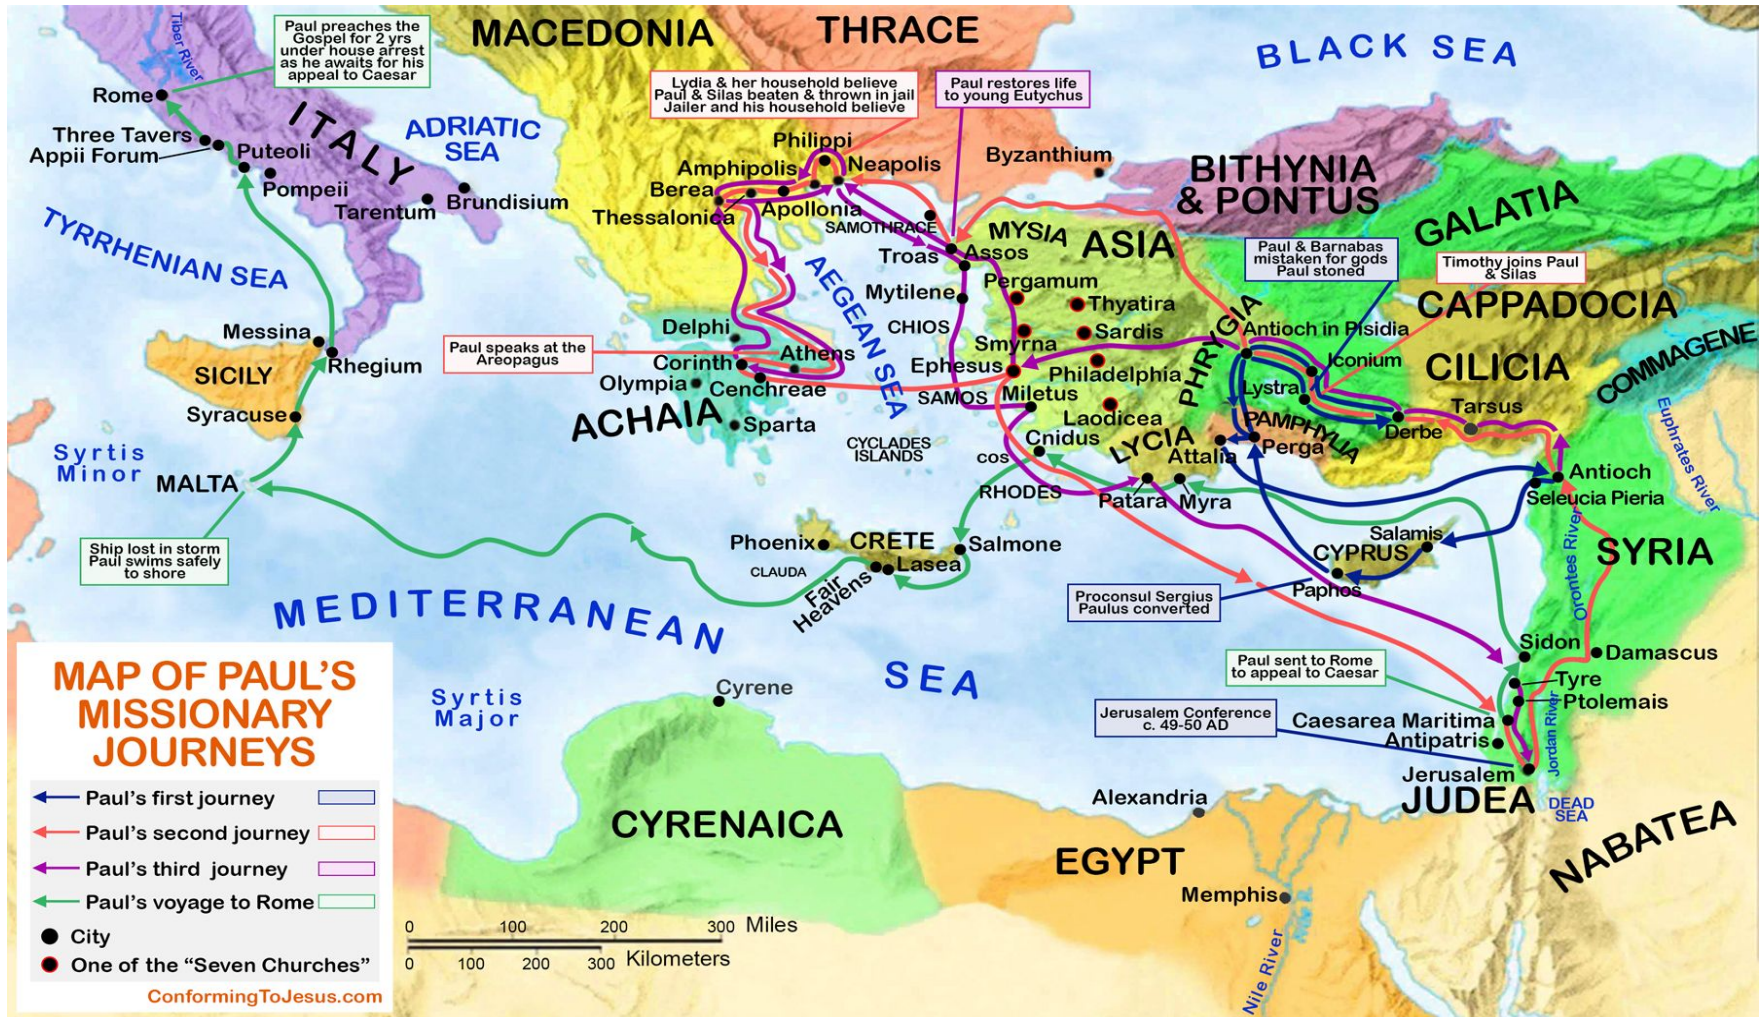 Paul preaches the
Gospel for 2 yrs
under house arrest
as he awaits for his
appeal to Caesar
MACEDONIA
THRACE
BLACK SEA
Tiber River
Rome
Three Tavers
Appii Forum
Puteoli
Pompeii
ITALY
ADRIATIC
SEA
Tarentum
Brundisium
TYRRHENIAN SEA
Lydia & her household believe
Paul & Silas beaten & thrown in jail
Jailer and his household believe
Paul restores life
to young Eutychus
Philippi
Neapolis
Amphipolis
Berea
Thessalonica
Apollonia
SAMOTHRACE
Byzanthium
BITHYNIA
& PONTUS
GALATIA
MYSIA
ASIA
Assos
Troas
Pergamum
Mytilene
Thyatira
CHIOS
Sardis
Smyrna
Ephesus
Philadelphia
Miletus
SAMOS
Laodicea
AEGEAN SEA
Paul & Barnabas
mistaken for gods
Paul stoned
Timothy joins Paul
& Silas
CAPPADOCIA
PHRYGIA
Antioch in Pisidia
Iconium
Lystra
CILICIA
COMMAGENE
Tarsus
Derbe
PAMPHYLIA
Perga
Attalia
LYCIA
Cnidus
COS
RHODES
Patara
Myra
Euphrates River
Antioch
Seleucia Pieria
Messina
Rhegium
SICILY
Syracuse
Syrtis
Minor
MALTA
Ship lost in storm
Paul swims safely
to shore
Paul speaks at the
Areopagus
Delphi
Corinth
Athens
Olympia
Cenchreae
ACHAIA
Sparta
CYCLADES
ISLANDS
Phoenix
CRETE
Salmone
CLAUDA
Lasea
Fair
Heavens
Salamis
CYPRUS
Paphos
Proconsul Sergius
Paulus converted
Orontes River
SYRIA
MEDITERRANEAN
SEA
Sidon
Damascus
Paul sent to Rome
to appeal to Caesar
Tyre
Ptolemais
Jerusalem Conference
c. 49-50 AD
Caesarea Maritima
Antipatris
Jordan River
Jerusalem
JUDEA
DEAD
SEA
NABATEA
Syrtis
Major
Cyrene
CYRENAICA
Alexandria
EGYPT
Memphis
Nile River
MAP OF PAUL'S
MISSIONARY
JOURNEYS
Paul's first journey
Paul's second journey
Paul's third journey
Paul's voyage to Rome
City
One of the “Seven Churches”
ConformingToJesus.com
0 100 200 300 Miles
0 100 200 300 Kilometers